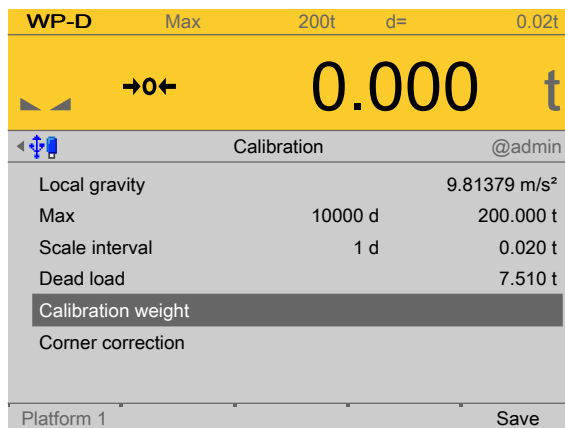 WP-D Max 200t d= 0.02t
→0← 0.000 t
Calibration @admin
Local gravity 9.81379 m/s²
Max 10000 d 200.000 t
Scale interval 1 d 0.020 t
Dead load 7.510 t
Calibration weight
Corner correction
Platform 1 Save